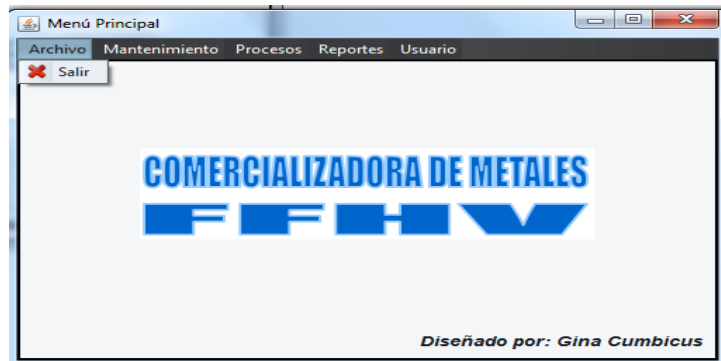 Menú Principal
Archivo Mantenimiento Procesos Reportes Usuario
Salir
COMERCIALIZADORA DE METALES
FFHV
Diseñado por: Gina Cumbicus